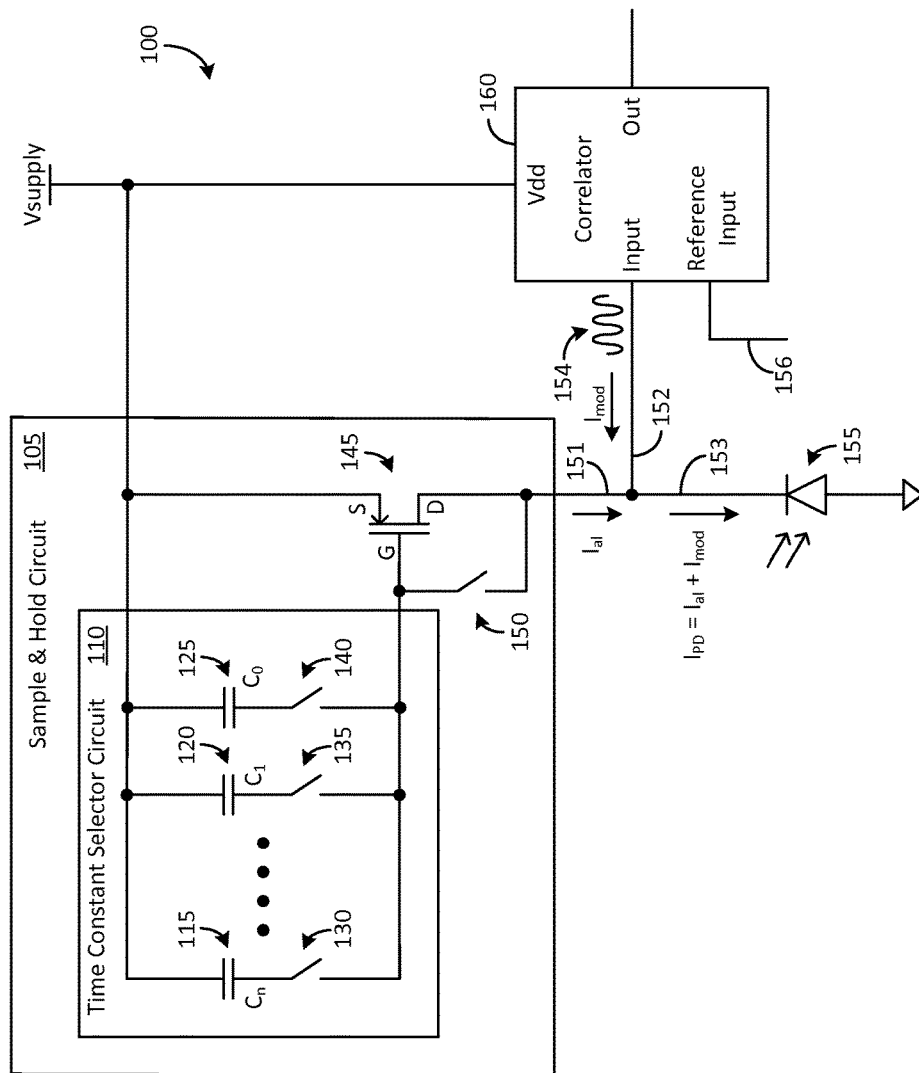 100
Vsupply
Sample & Hold Circuit
105
Time Constant Selector Circuit
110
115
120
125
Cn
C1
C0
130
135
140
S
G
D
145
150
Vdd
160
Correlator
Input
Out
Reference
Input
154
Imod
152
156
151
Ial
153
IPD = Ial + Imod
155